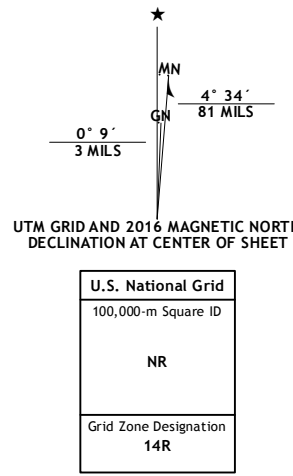 ★
MN
GN
4° 34´
81 MILS
0° 9´
3 MILS
UTM GRID AND 2016 MAGNETIC NORTH
DECLINATION AT CENTER OF SHEET
U.S. National Grid
100,000-m Square ID
NR
Grid Zone Designation
14R